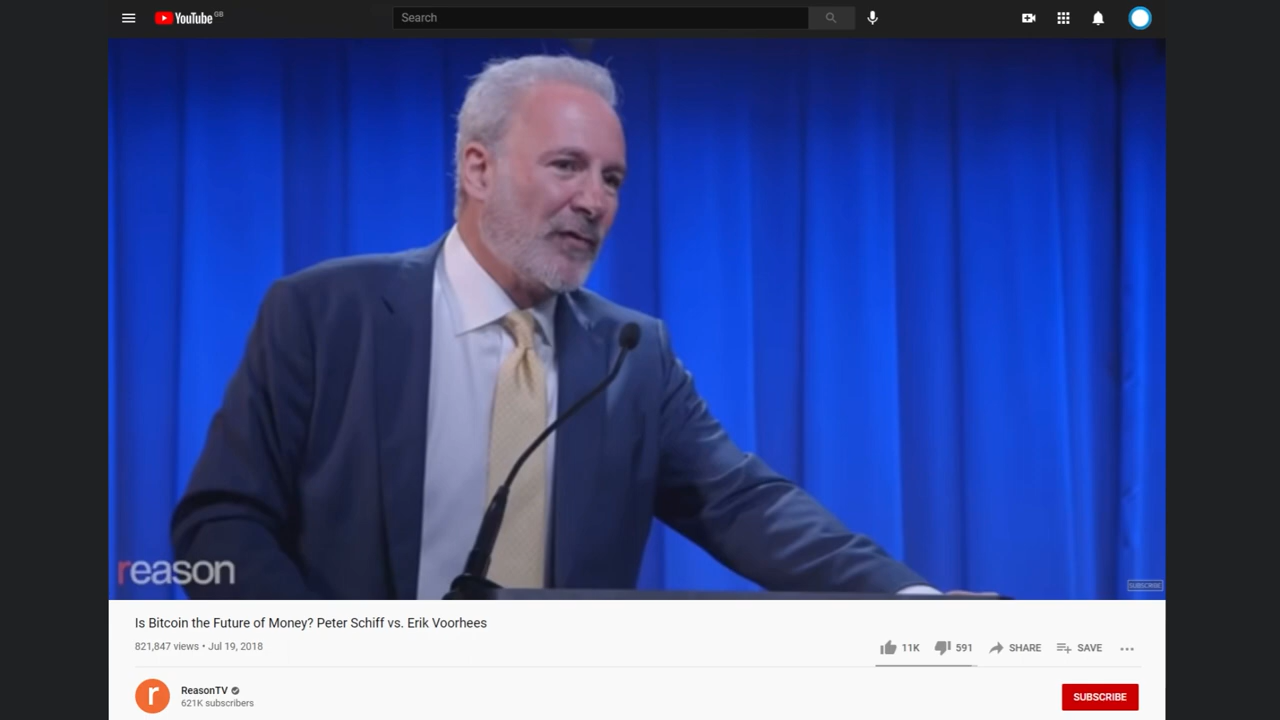 YouTube GB
Search
reason
SUBSCRIBE
Is Bitcoin the Future of Money? Peter Schiff vs. Erik Voorhees
821,847 views • Jul 19, 2018
11K
591
SHARE
SAVE
ReasonTV
621K subscribers
SUBSCRIBE
r